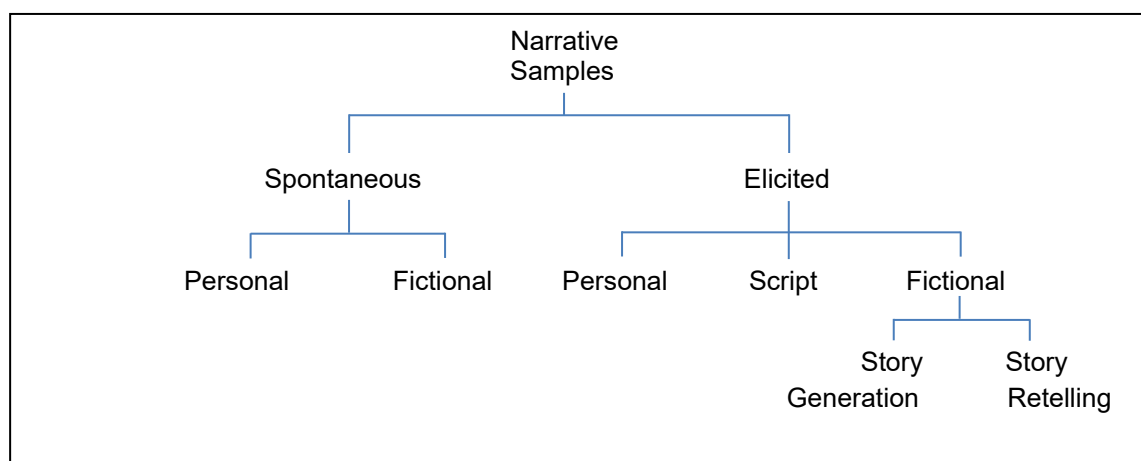 Narrative
Samples
Spontaneous Elicited
Personal Fictional Personal Script Fictional
Story Story
Generation Retelling